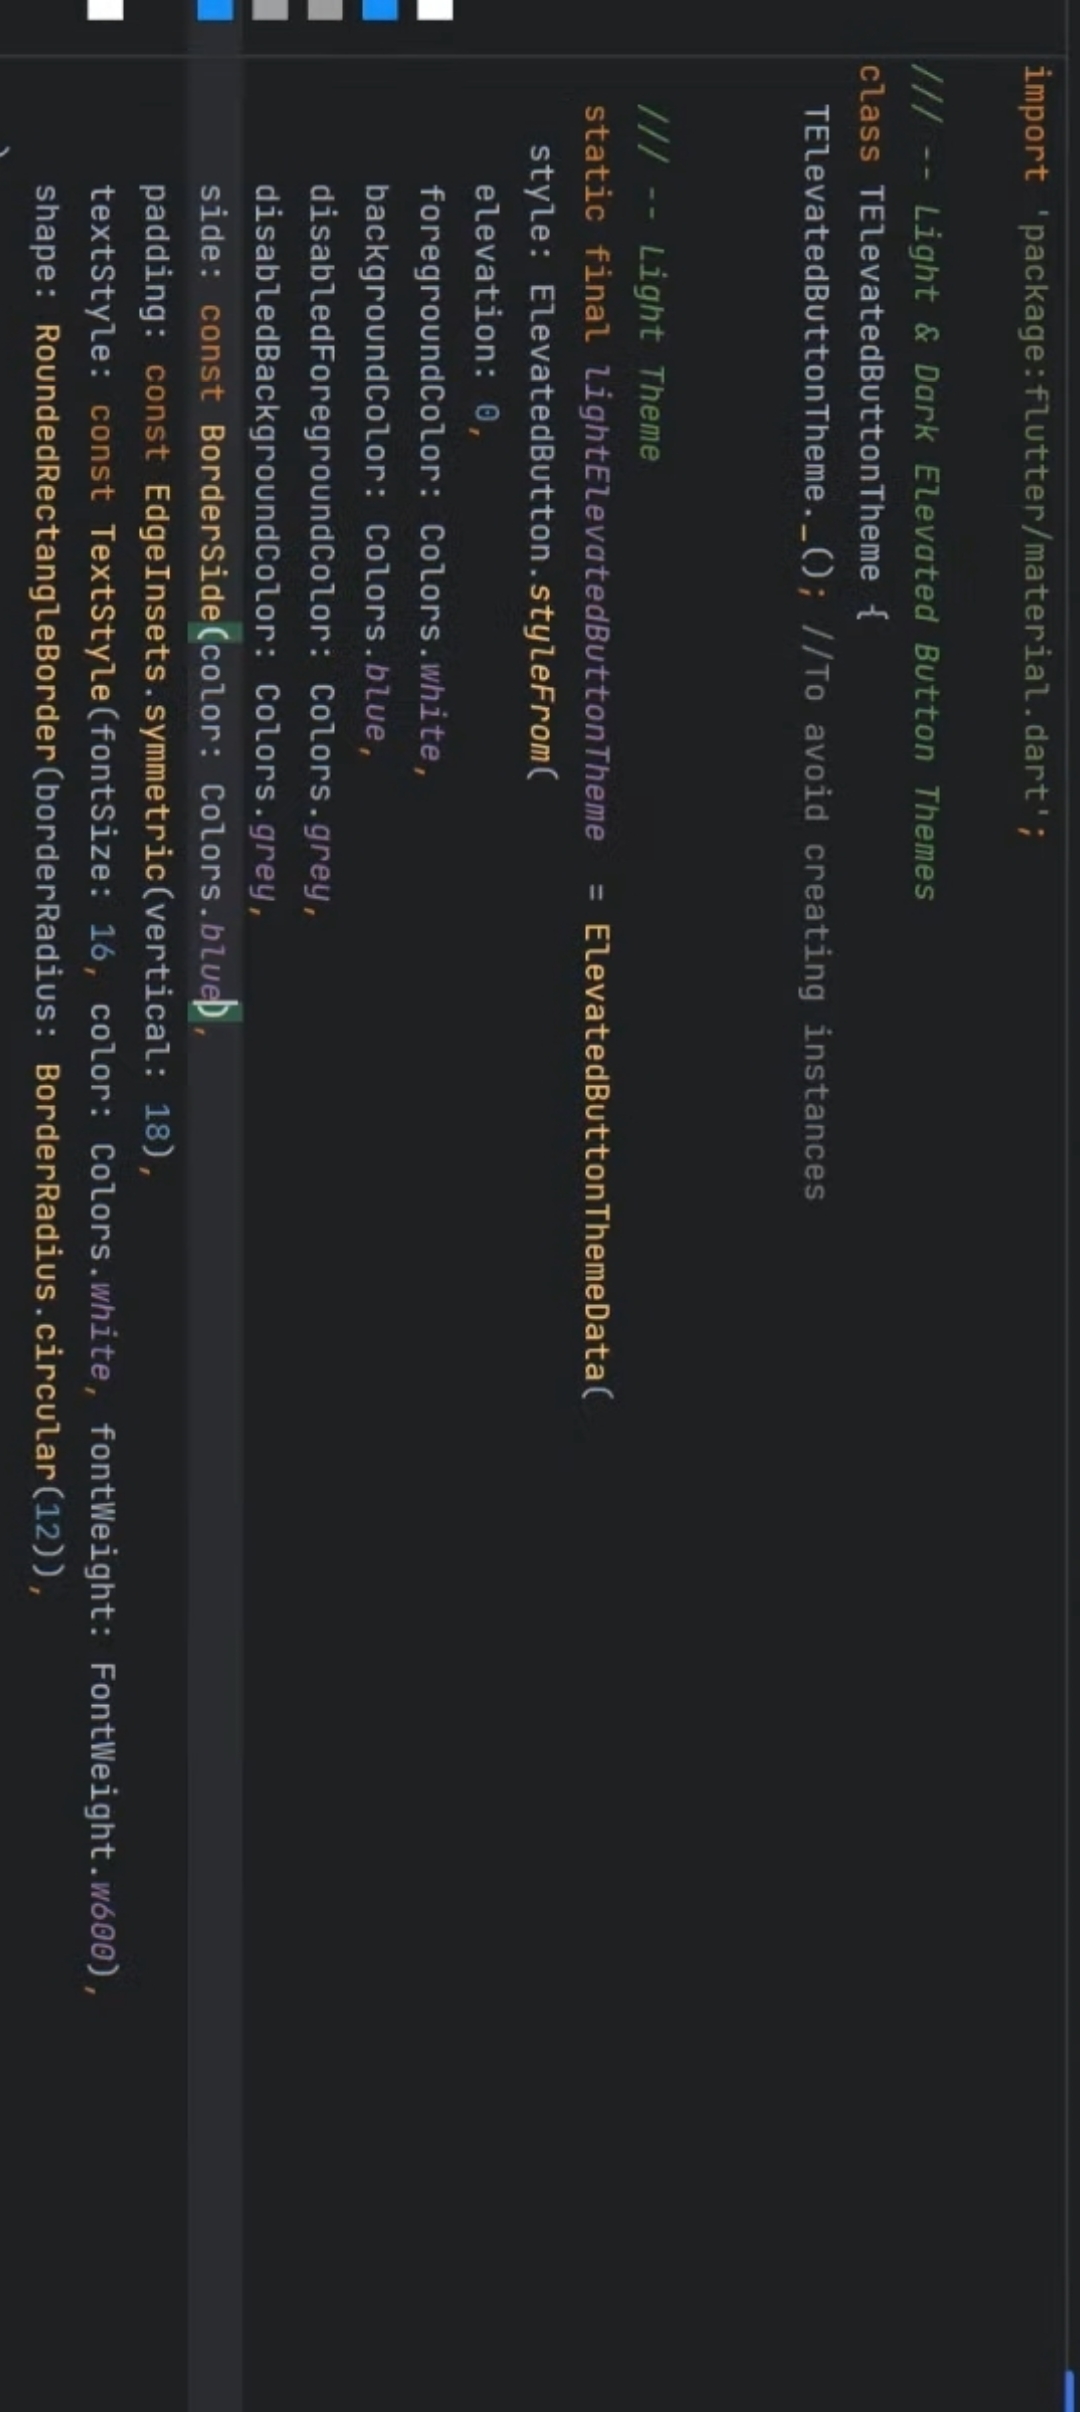 import 'package:flutter/material.dart';
/// -- Light & Dark Elevated Button Themes
class TElevatedButtonTheme {
TElevatedButtonTheme._(); //To avoid creating instances
/// -- Light Theme
static final lightElevatedButtonTheme = ElevatedButtonThemeData(
style: ElevatedButton.styleFrom(
elevation: 0,
foregroundColor: Colors.white,
backgroundColor: Colors.blue,
disabledForegroundColor: Colors.grey,
disabledBackgroundColor: Colors.grey,
side: const BorderSide(color: Colors.blue),
padding: const EdgeInsets.symmetric(vertical: 18),
textStyle: const TextStyle(fontSize: 16, color: Colors.white, fontWeight: FontWeight.w600),
shape: RoundedRectangleBorder(borderRadius: BorderRadius.circular(12)),